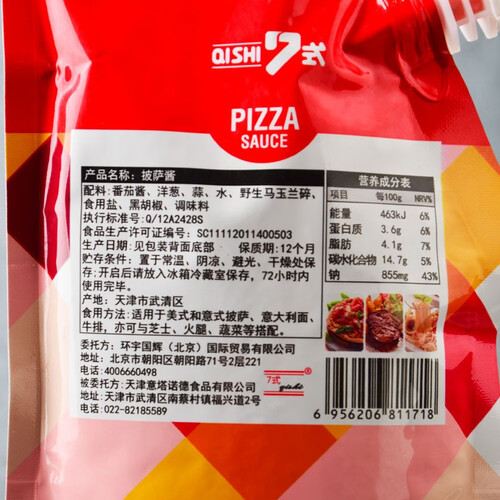 QISHI 7式
PIZZA
SAUCE
产品名称：披萨酱
配料：番茄酱、洋葱、蒜、水、野生马玉兰碎、
食用盐、黑胡椒、调味料
执行标准号：Q/12A2428S
食品生产许可证编号：SC11112011400503
生产日期：见包装背面底部 保质期：12个月
贮存条件：置于常温、阴凉、避光、干燥处保
存；开启后请放入冰箱冷藏室保存，72小时内
使用完毕。
产地：天津市武清区
食用方法：适用于美式和意式披萨、意大利面、
牛排，亦可与芝士、火腿、蔬菜等搭配。
委托方：环宇国辉（北京）国际贸易有限公司
地址：北京市朝阳区朝阳路71号2层221
电话：4006660498
被委托方：天津意塔诺德食品有限公司
地址：天津市武清区南蔡村镇福兴道2号
电话：022-82185589
营养成分表
项目 每100g NRV%
能量 463kJ 6%
蛋白质 3.6g 6%
脂肪 4.1g 7%
碳水化合物 14.7g 5%
钠 855mg 43%
7式 ®
qishi
6 956206 811718